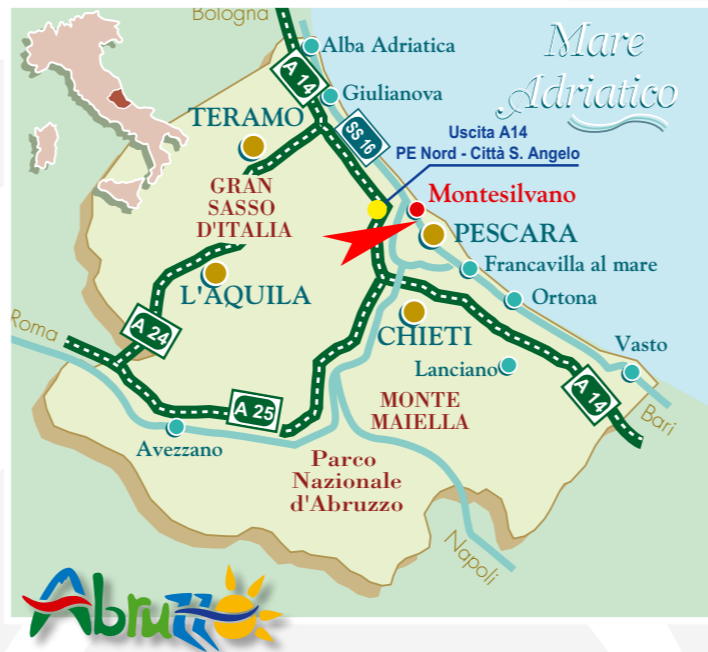 Bologna
Alba Adriatica
Mare
Adriatico
A 14
Giulianova
TERAMO
SS 16
Uscita A14
PE Nord - Città S. Angelo
GRAN
SASSO
D'ITALIA
Montesilvano
PESCARA
Francavilla al mare
L'AQUILA
Ortona
CHIETI
Roma
A 24
Vasto
Lanciano
A 14
MONTE
MAIELLA
A 25
Bari
Avezzano
Parco
Nazionale
d'Abruzzo
Napoli
Abruzzo